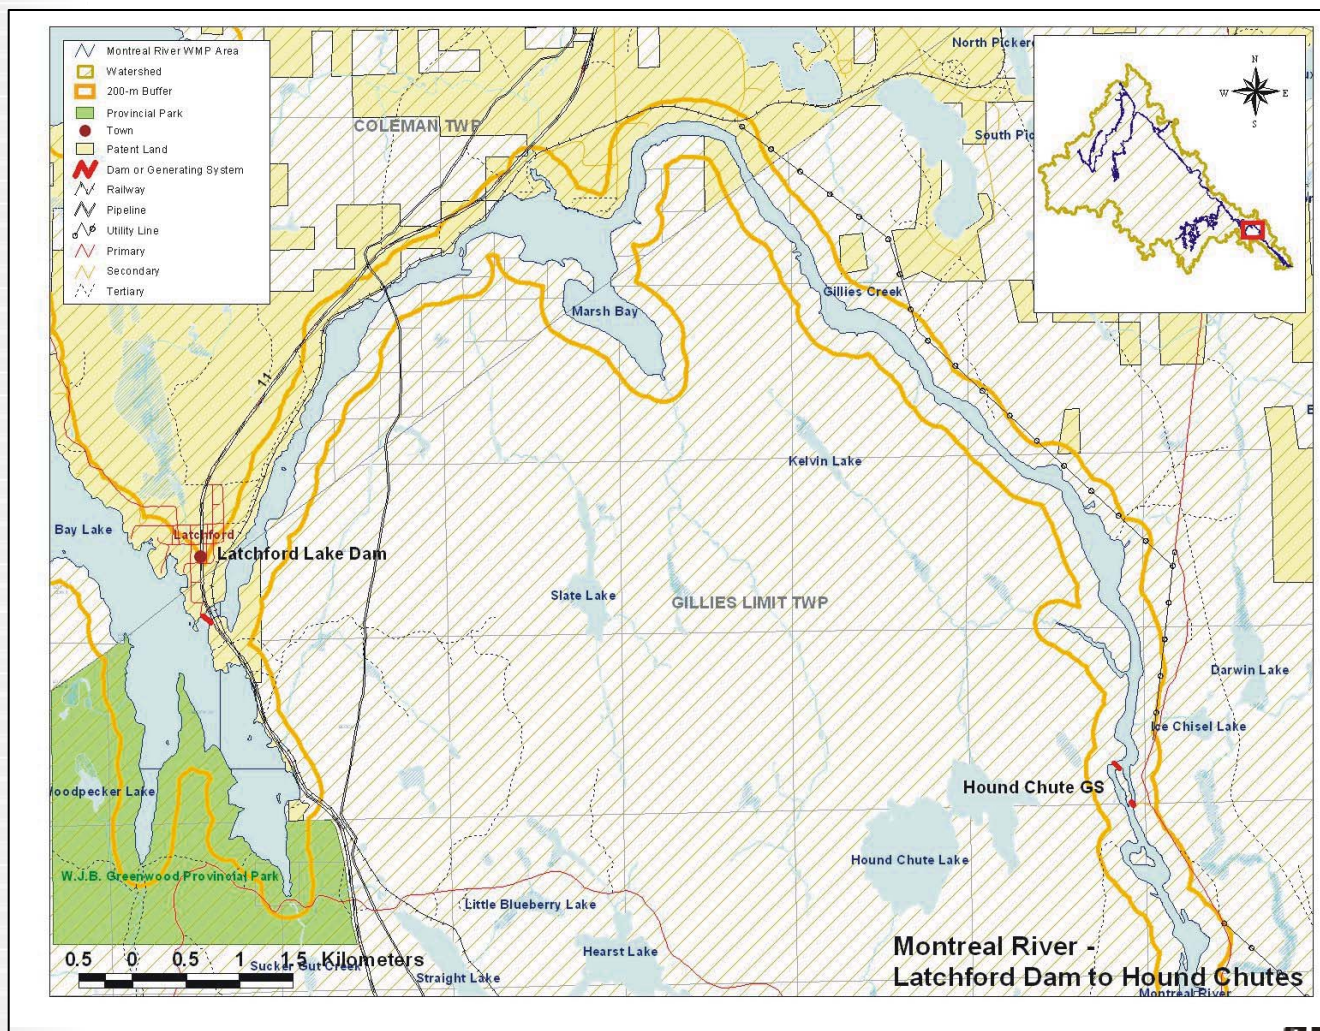 Montreal River WMP Area
Watershed
200-m Buffer
Provincial Park
Town
Patent Land
Dam or Generating System
Railway
Pipeline
Utility Line
Primary
Secondary
Tertiary
COLEMAN TWP
North Picker
South Pic
N
W E
S
Gillies Creek
Marsh Bay
11
Kelvin Lake
Bay Lake
Latchford
Latchford Lake Dam
Slate Lake
GILLIES LIMIT TWP
Darwin Lake
Ice Chisel Lake
Hound Chute GS
oodpecker Lake
Hound Chute Lake
W.J.B. Greenwood Provincial Park
Little Blueberry Lake
Hearst Lake
Straight Lake
Sucker Gut Creek
0.5 0 0.5 1 1.5 Kilometers
Montreal River -
Latchford Dam to Hound Chutes
Montreal River